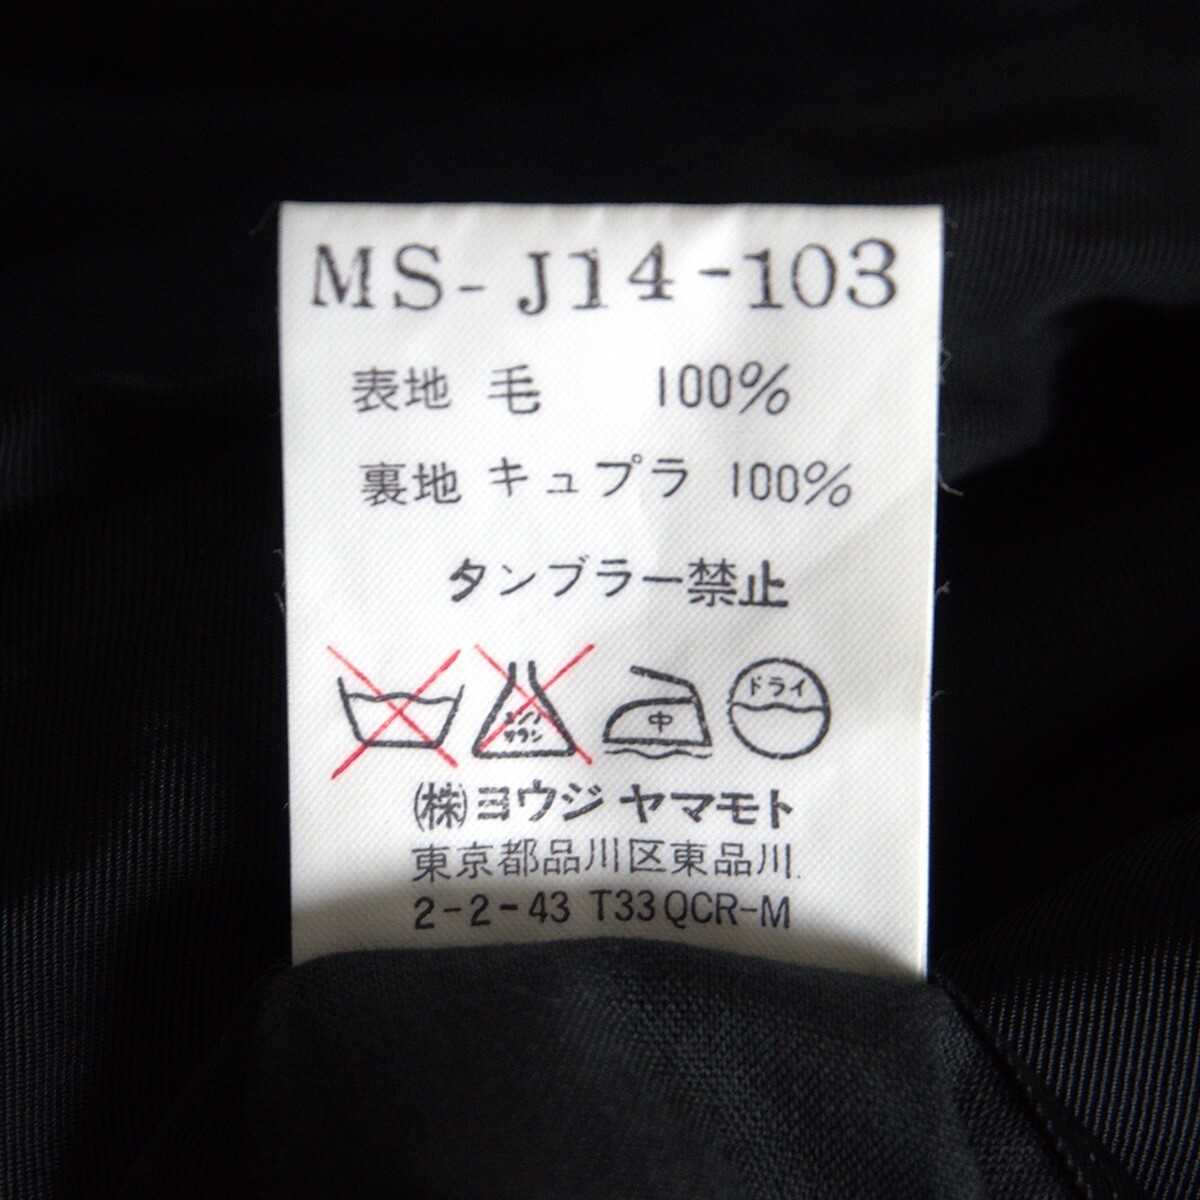 MS-J14-103
表地 毛 100%
裏地 キュプラ 100%
タンブラー禁止
エンソ
サラシ
中
ドライ
(株)ヨウジ ヤマモト
東京都品川区東品川
2-2-43 T33QCR-M